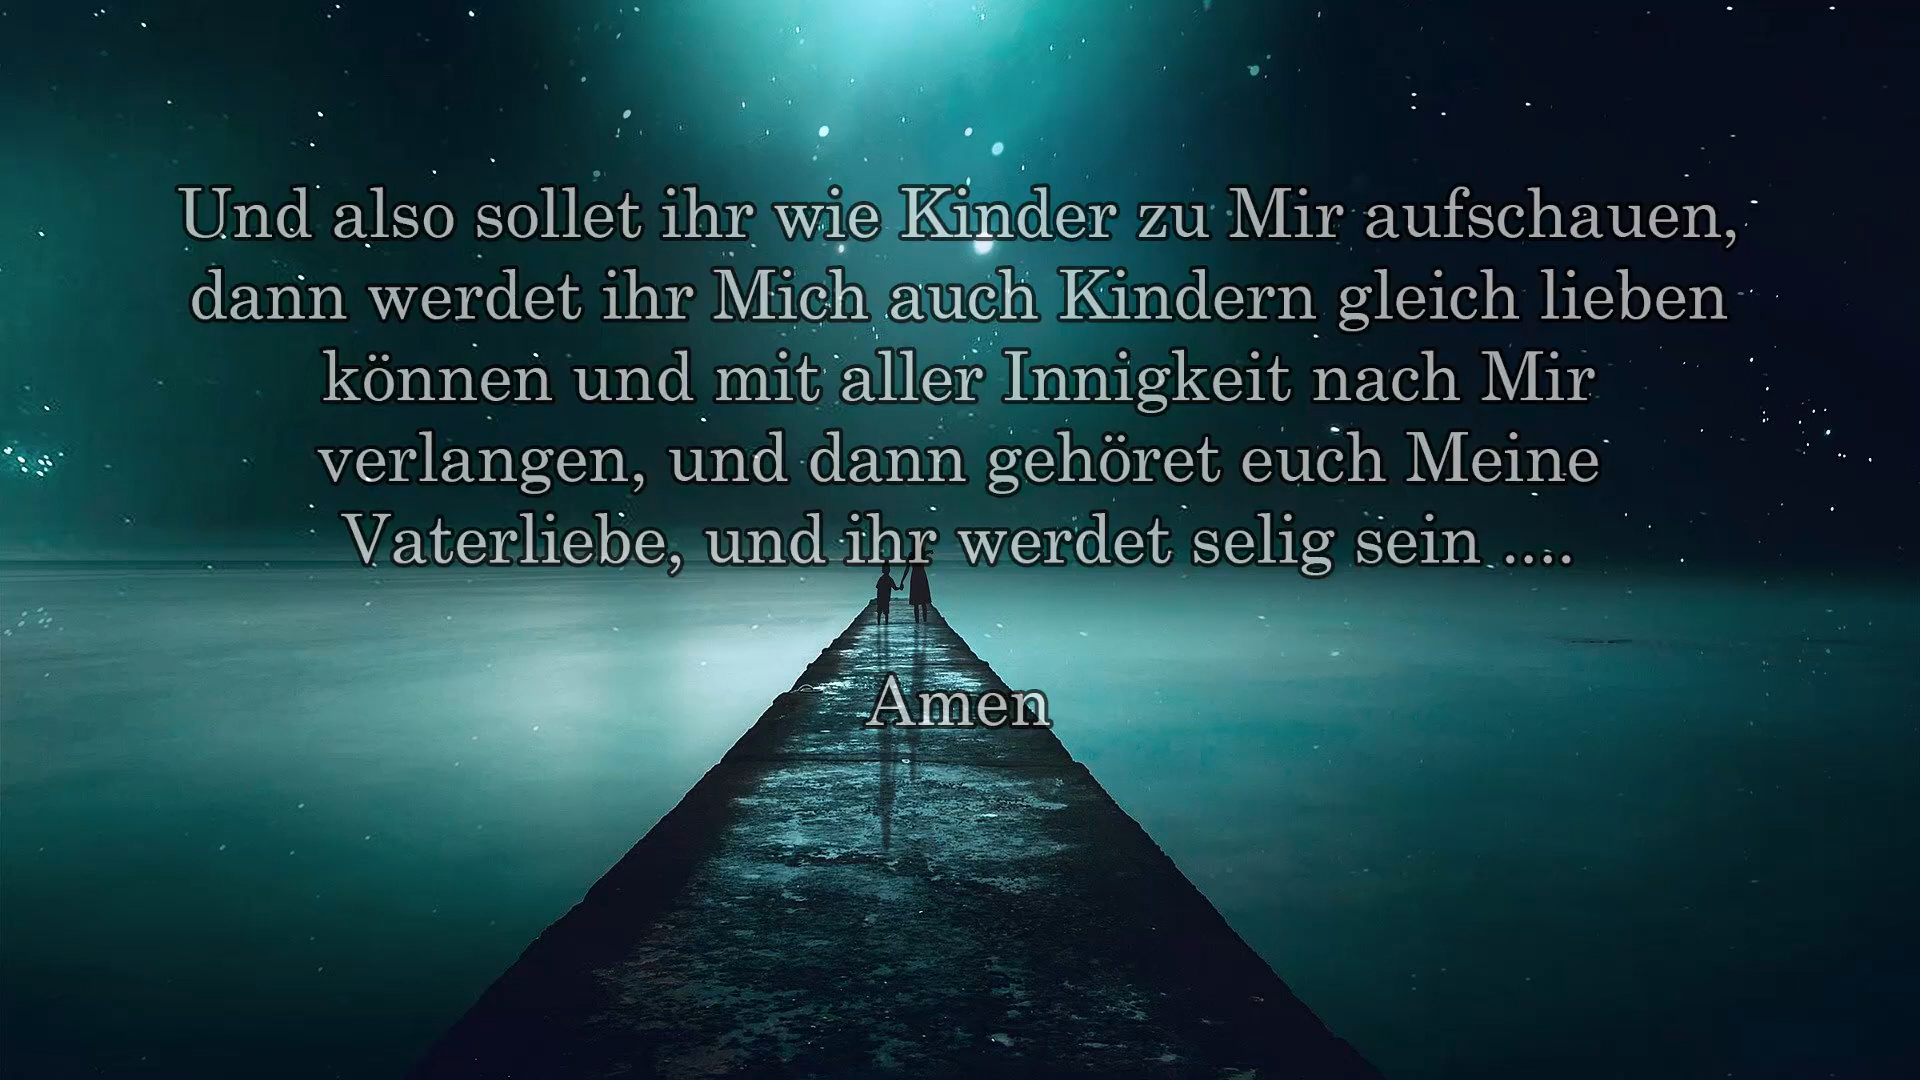 Und also sollet ihr wie Kinder zu Mir aufschauen,
dann werdet ihr Mich auch Kindern gleich lieben
können und mit aller Innigkeit nach Mir
verlangen, und dann gehöret euch Meine
Vaterliebe, und ihr werdet selig sein ....
Amen